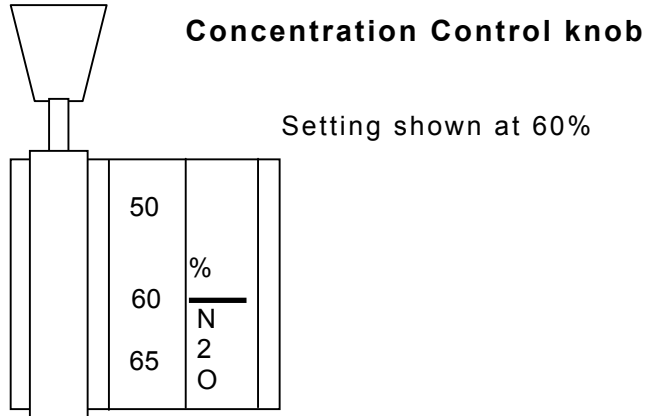 Concentration Control knob
Setting shown at 60%
50
%
60
N
2
65
O